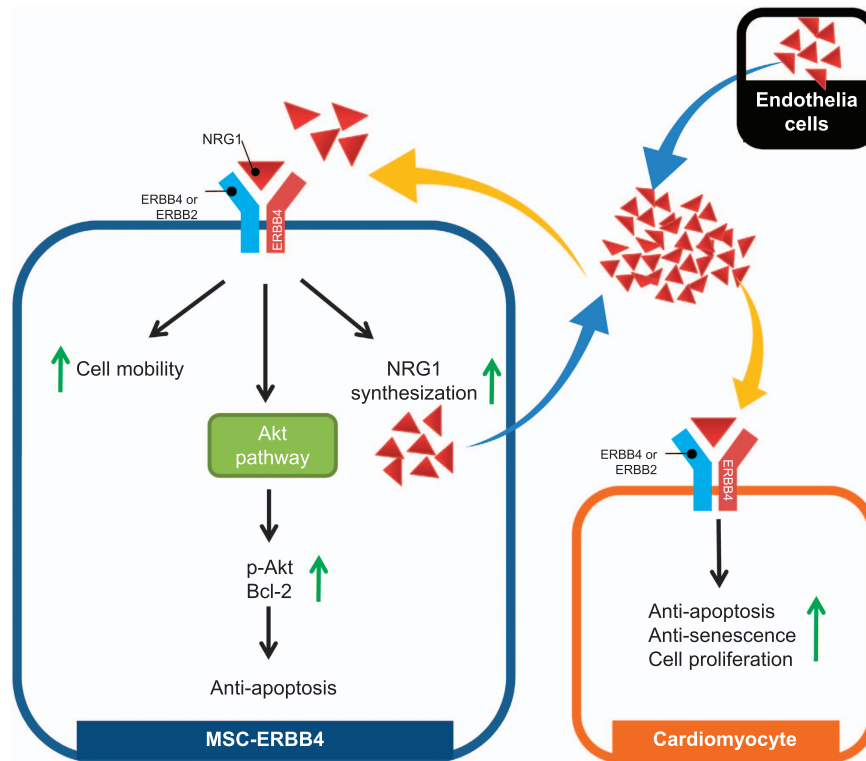 Endothelia
cells
NRG1
ERBB4 or
ERBB2
ERBB4
Cell mobility
NRG1
synthesization
Akt
pathway
p-Akt
Bcl-2
Anti-apoptosis
MSC-ERBB4
ERBB4 or
ERBB2
ERBB4
Anti-apoptosis
Anti-senescence
Cell proliferation
Cardiomyocyte